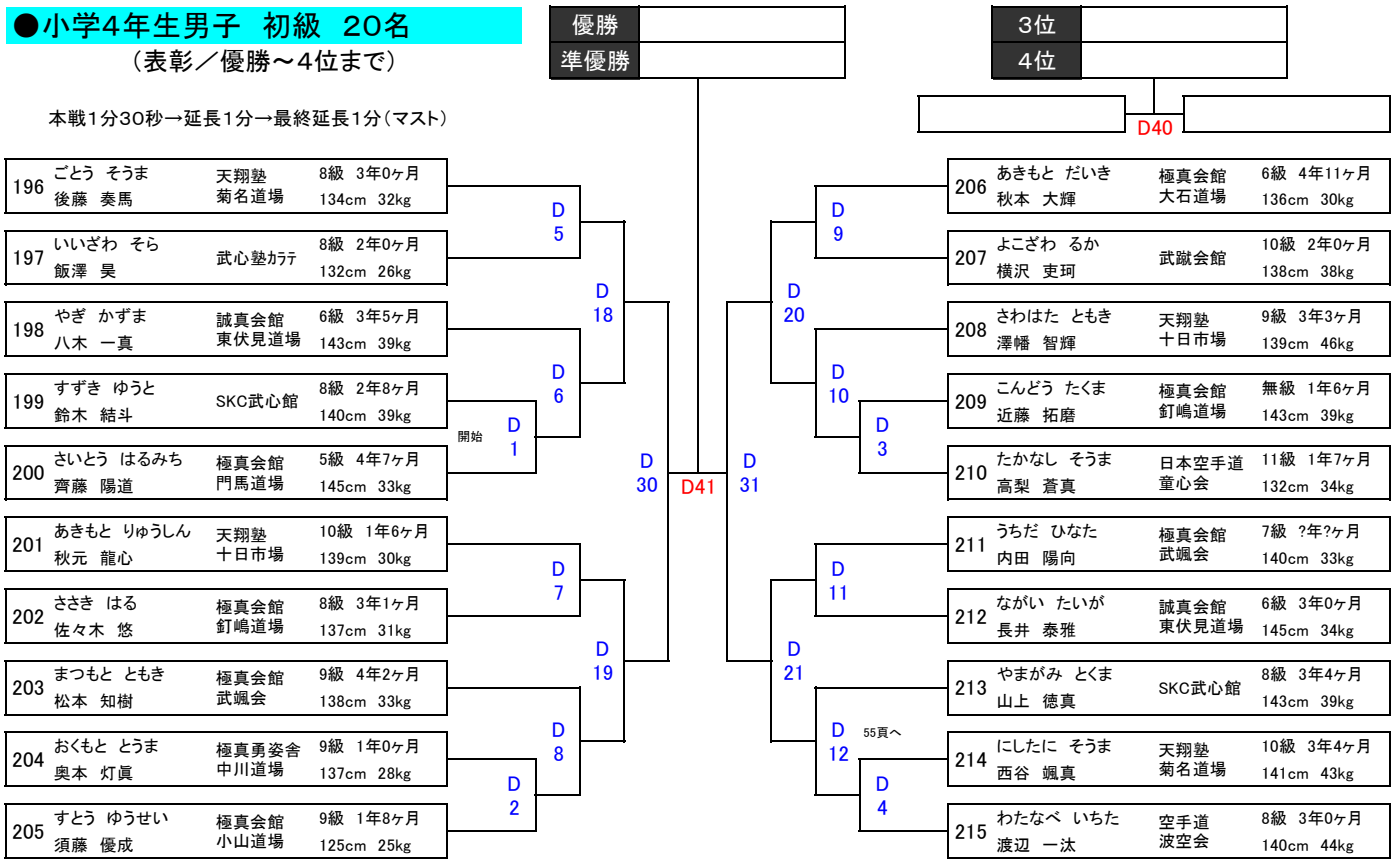 ●小学4年生男子 初級 20名
(表彰／優勝～4位まで)
本戦1分30秒→延長1分→最終延長1分(マスト)
優勝
準優勝
3位
4位
D40
196 ごとう そうま 天翔塾 8級 3年0ヶ月
後藤 奏馬 菊名道場 134cm 32kg
197 いいざわ そら 武心塾カラテ 8級 2年0ヶ月
飯澤 昊 132cm 26kg
198 やぎ かずま 誠真会館 6級 3年5ヶ月
八木 一真 東伏見道場 143cm 39kg
199 すずき ゆうと SKC武心館 8級 2年8ヶ月
鈴木 結斗 140cm 39kg
200 さいとう はるみち 極真会館 5級 4年7ヶ月
齊藤 陽道 門馬道場 145cm 33kg
201 あきもと りゅうしん 天翔塾 10級 1年6ヶ月
秋元 龍心 十日市場 139cm 30kg
202 ささき はる 極真会館 8級 3年1ヶ月
佐々木 悠 釘嶋道場 137cm 31kg
203 まつもと ともき 極真会館 9級 4年2ヶ月
松本 知樹 武颯会 138cm 33kg
204 おくもと とうま 極真勇姿舎 9級 1年0ヶ月
奥本 灯眞 中川道場 137cm 28kg
205 すとう ゆうせい 極真会館 9級 1年8ヶ月
須藤 優成 小山道場 125cm 25kg
D
5
D
18
D
6
開始
D
1
D
30
D41
D
31
D
7
D
19
D
8
D
2
D
9
D
20
D
10
D
3
D
11
D
21
D
12
55頁へ
D
4
206 あきもと だいき 極真会館 6級 4年11ヶ月
秋本 大輝 大石道場 136cm 30kg
207 よこざわ るか 武蹴会館 10級 2年0ヶ月
横沢 吏珂 138cm 38kg
208 さわはた ともき 天翔塾 9級 3年3ヶ月
澤幡 智輝 十日市場 139cm 46kg
209 こんどう たくま 極真会館 無級 1年6ヶ月
近藤 拓磨 釘嶋道場 143cm 39kg
210 たかなし そうま 日本空手道 11級 1年7ヶ月
高梨 蒼真 童心会 132cm 34kg
211 うちだ ひなた 極真会館 7級 ?年?ヶ月
内田 陽向 武颯会 140cm 33kg
212 ながい たいが 誠真会館 6級 3年0ヶ月
長井 泰雅 東伏見道場 145cm 34kg
213 やまがみ とくま SKC武心館 8級 3年4ヶ月
山上 徳真 143cm 39kg
214 にしたに そうま 天翔塾 10級 3年4ヶ月
西谷 颯真 菊名道場 141cm 43kg
215 わたなべ いちた 空手道 8級 3年0ヶ月
渡辺 一汰 波空会 140cm 44kg